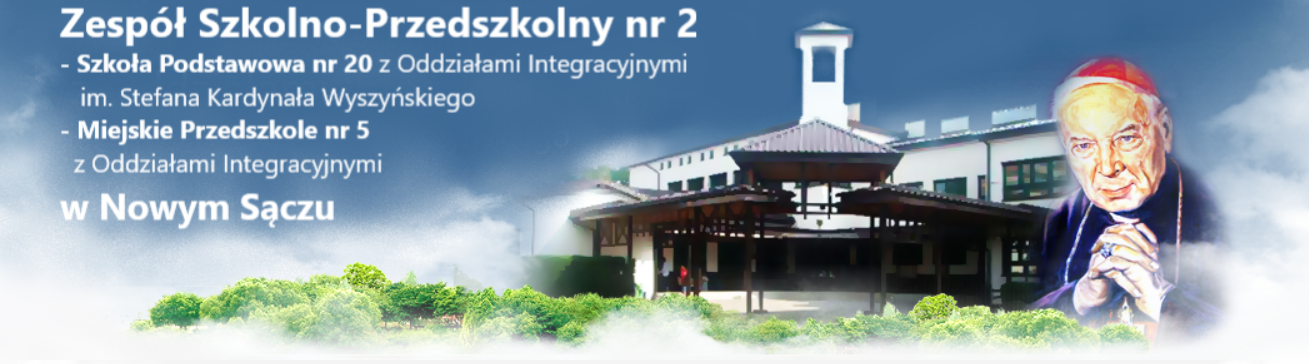 Zespół Szkolno-Przedszkolny nr 2
- Szkoła Podstawowa nr 20 z Oddziałami Integracyjnymi
im. Stefana Kardynała Wyszyńskiego
- Miejskie Przedszkole nr 5
z Oddziałami Integracyjnymi
w Nowym Sączu